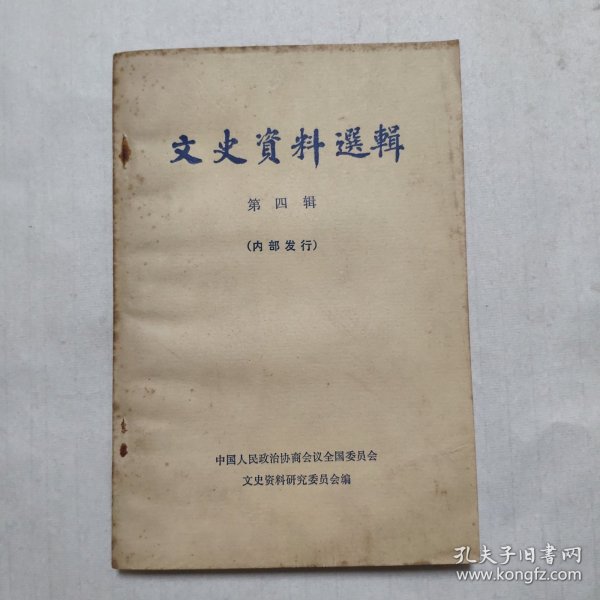 文史資料選輯
第四辑
（内部发行）
中国人民政治协商会议全国委员会
文史资料研究委员会编
孔夫子旧書网
www.kongfz.com